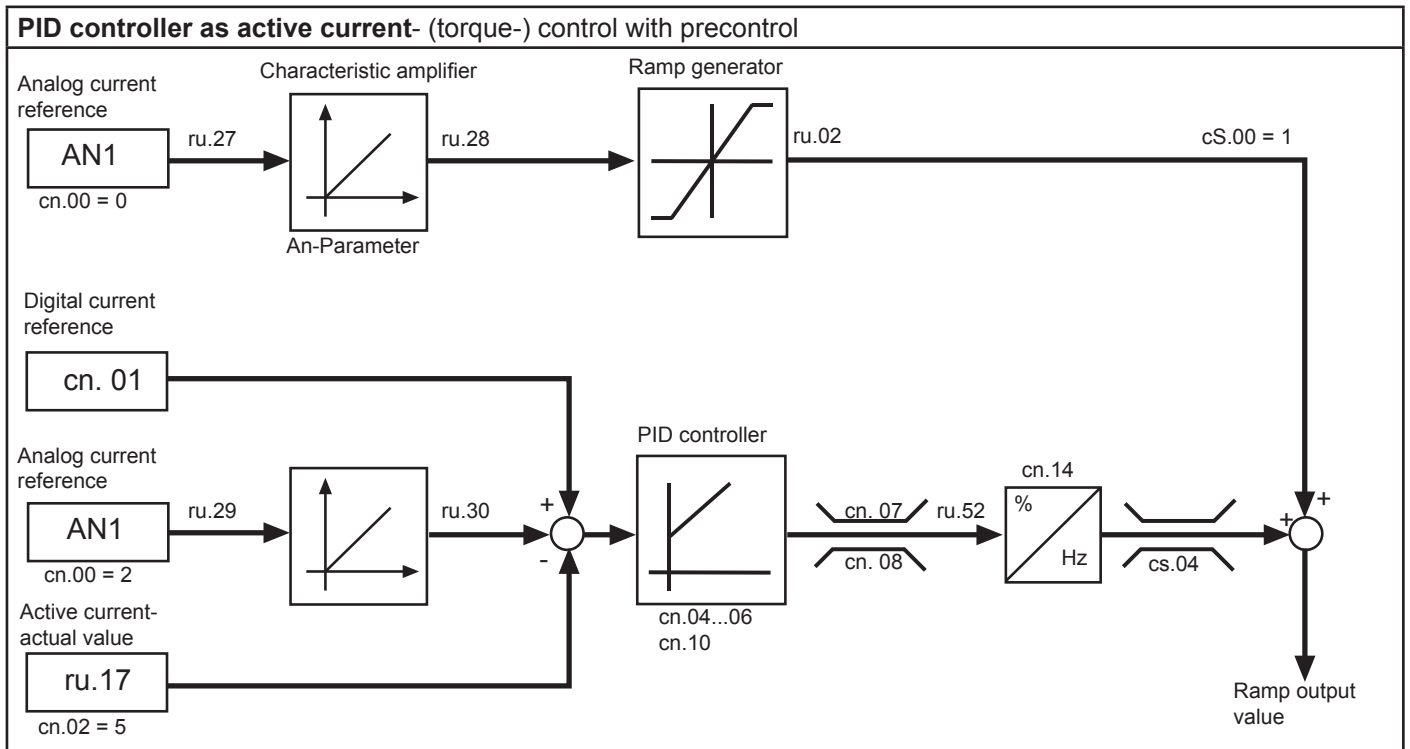 PID controller as active current- (torque-) control with precontrol
Characteristic amplifier
Ramp generator
Analog current
reference
AN1
ru.27
ru.28
ru.02
cS.00 = 1
cn.00 = 0
An-Parameter
Digital current
reference
cn. 01
PID controller
Analog current
reference
AN1
ru.29
ru.30
+
-
cn. 07
cn. 08
ru.52
cn.14
%
Hz
cs.04
+
+
cn.00 = 2
cn.04...06
cn.10
Active current-
actual value
ru.17
cn.02 = 5
Ramp output
value